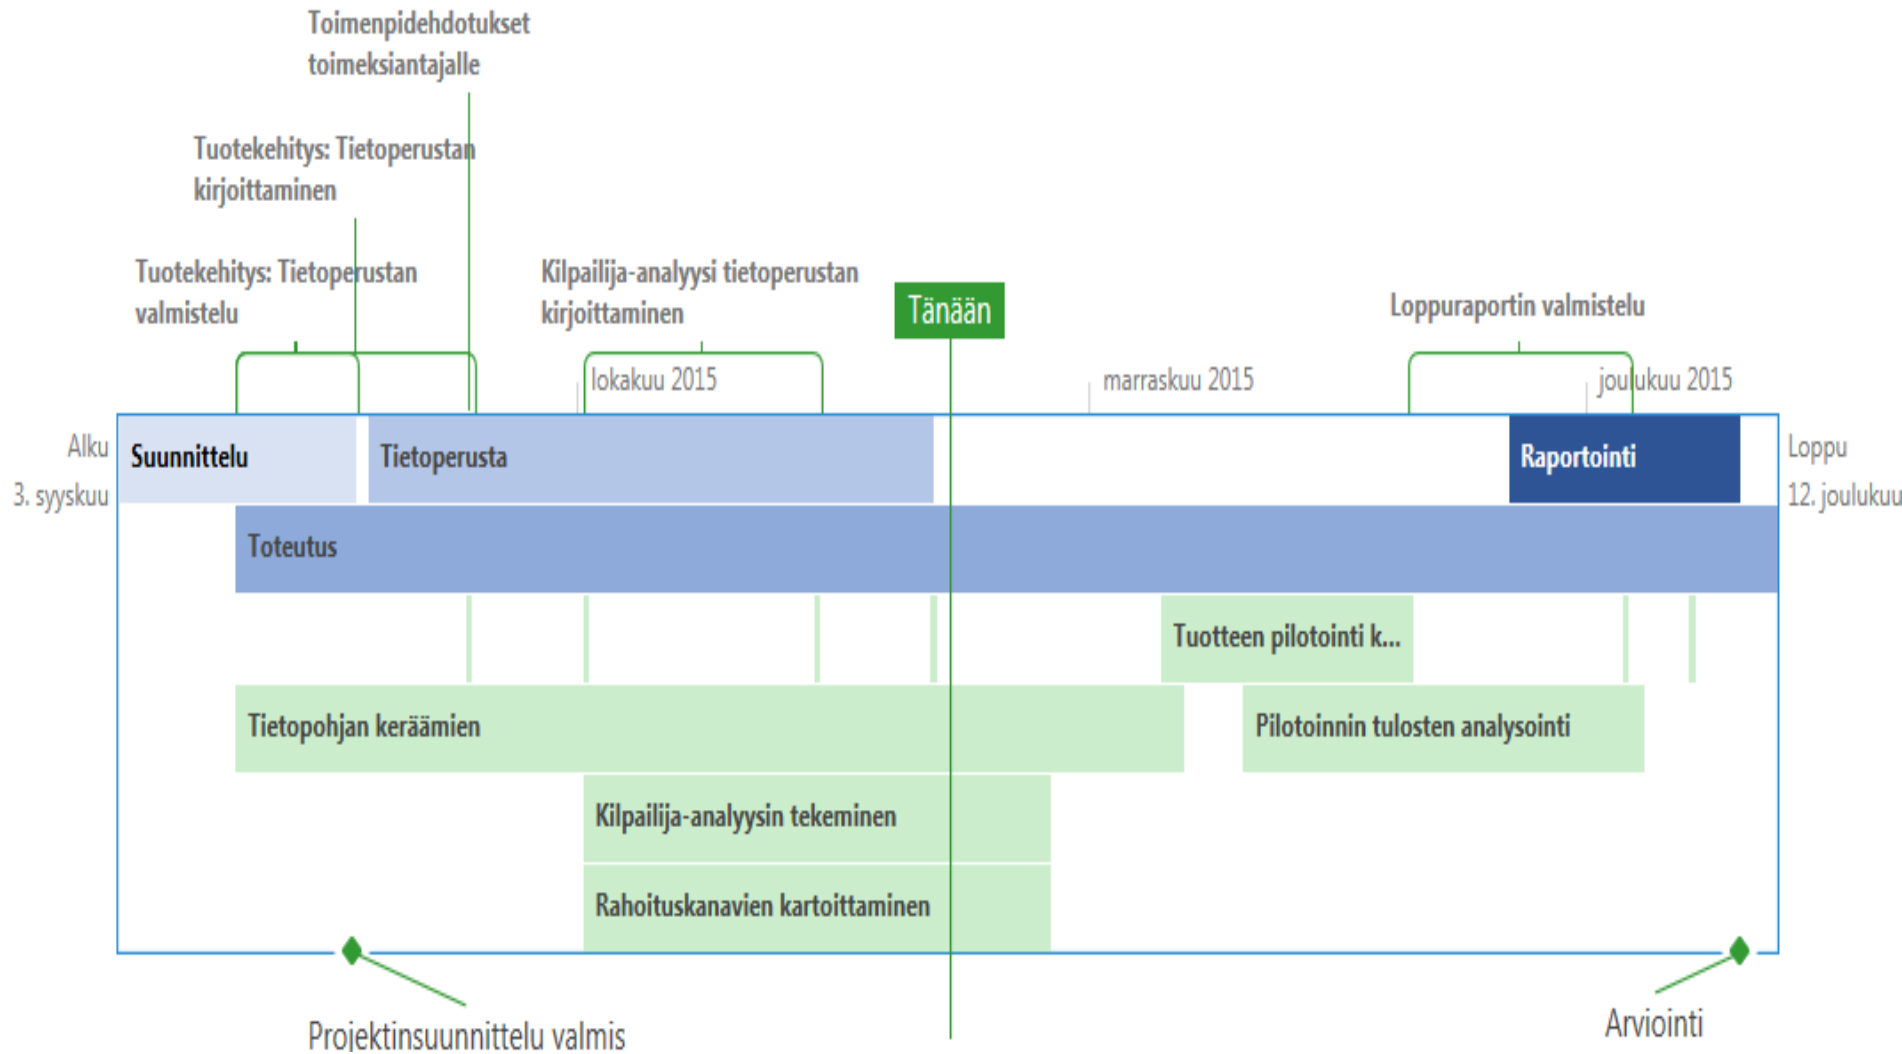 Toimenpidehdotukset
toimeksiantajalle
Tuotekehitys: Tietoperustan
kirjoittaminen
Tuotekehitys: Tietoperustan
valmistelu
Kilpailija-analyysi tietoperustan
kirjoittaminen
Tänään
Loppuraportin valmistelu
lokakuu 2015
marraskuu 2015
joulukuu 2015
Alku
3. syyskuu
Suunnittelu
Tietoperusta
Raportointi
Loppu
12. joulukuu
Toteutus
Tuotteen pilotointi k...
Tietopohjan keräämien
Pilotoinnin tulosten analysointi
Kilpailija-analyysin tekeminen
Rahoituskanavien kartoittaminen
Projektinsuunnittelu valmis
Arviointi